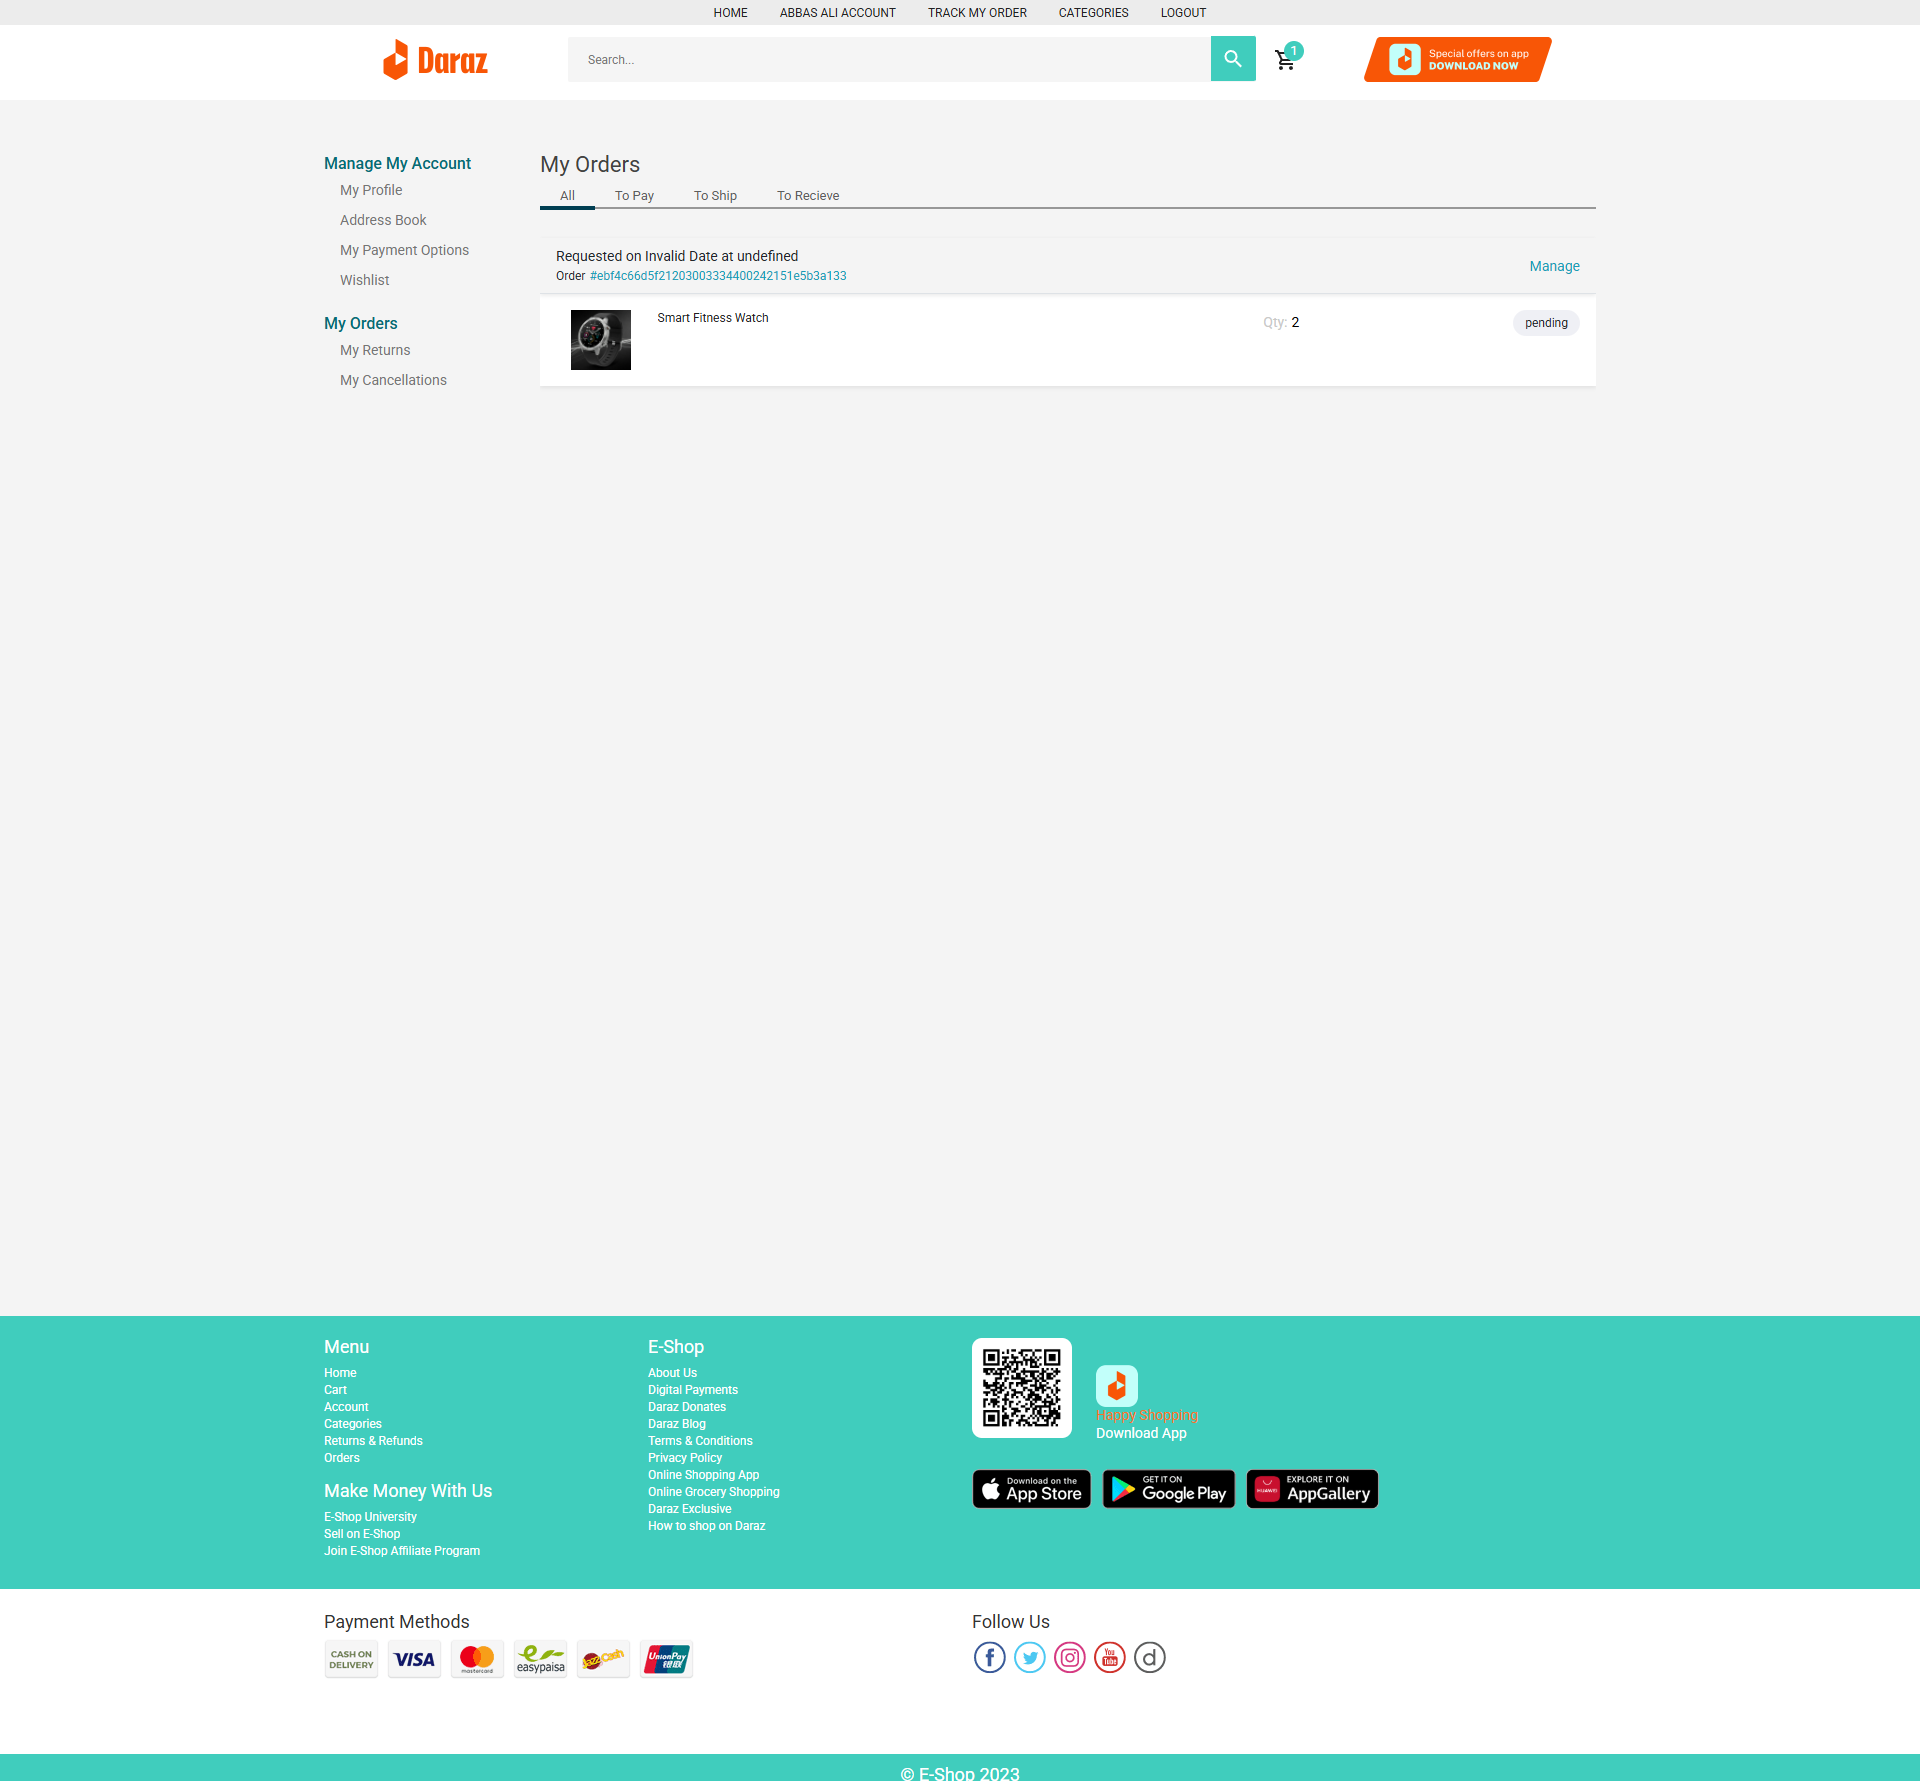 HOME ABBAS ALI ACCOUNT TRACK MY ORDER CATEGORIES LOGOUT
Daraz
Search...
1
Special offers on app
DOWNLOAD NOW
Manage My Account
My Profile
Address Book
My Payment Options
Wishlist
My Orders
My Returns
My Cancellations
My Orders
All To Pay To Ship To Recieve
Requested on Invalid Date at undefined
Order #ebf4c66d5f21203003334400242151e5b3a133
Manage
Smart Fitness Watch
Qty: 2
pending
Menu
Home
Cart
Account
Categories
Returns & Refunds
Orders
Make Money With Us
E-Shop University
Sell on E-Shop
Join E-Shop Affiliate Program
E-Shop
About Us
Digital Payments
Daraz Donates
Daraz Blog
Terms & Conditions
Privacy Policy
Online Shopping App
Online Grocery Shopping
Daraz Exclusive
How to shop on Daraz
Happy Shopping
Download App
Download on the
App Store
GET IT ON
Google Play
HUAWEI
EXPLORE IT ON
AppGallery
Payment Methods
CASH ON
DELIVERY
VISA
mastercard
easypaisa
JazzCash
UnionPay
银联
Follow Us
You
Tube
© E-Shop 2023